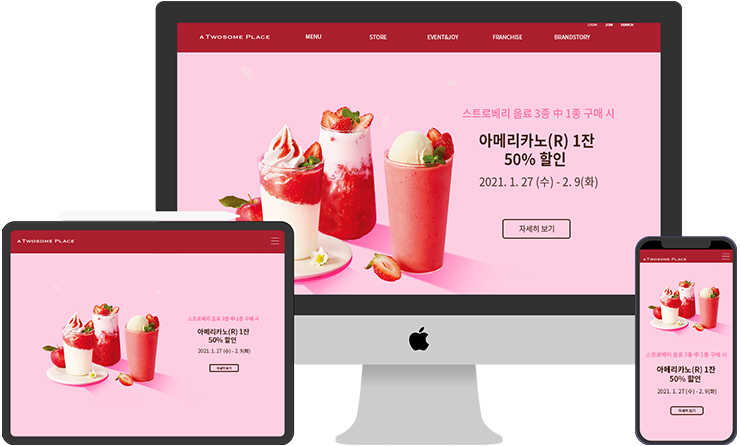 LOGIN JOIN SEARCH
A TWOSOME PLACE MENU STORE EVENT&JOY FRANCHISE BRANDSTORY
스트로베리 음료 3종 中 1종 구매 시
아메리카노(R) 1잔
50% 할인
2021. 1. 27 (수) - 2. 9(화)
자세히 보기
A TWOSOME PLACE
스트로베리 음료 3종 中 1종 구매 시
아메리카노(R) 1잔
50% 할인
2021. 1. 27 (수) - 2. 9(화)
자세히 보기
A TWOSOME PLACE
스트로베리 음료 3종 中 1종 구매 시
아메리카노(R) 1잔
50% 할인
2021. 1. 27 (수) - 2. 9(화)
자세히 보기